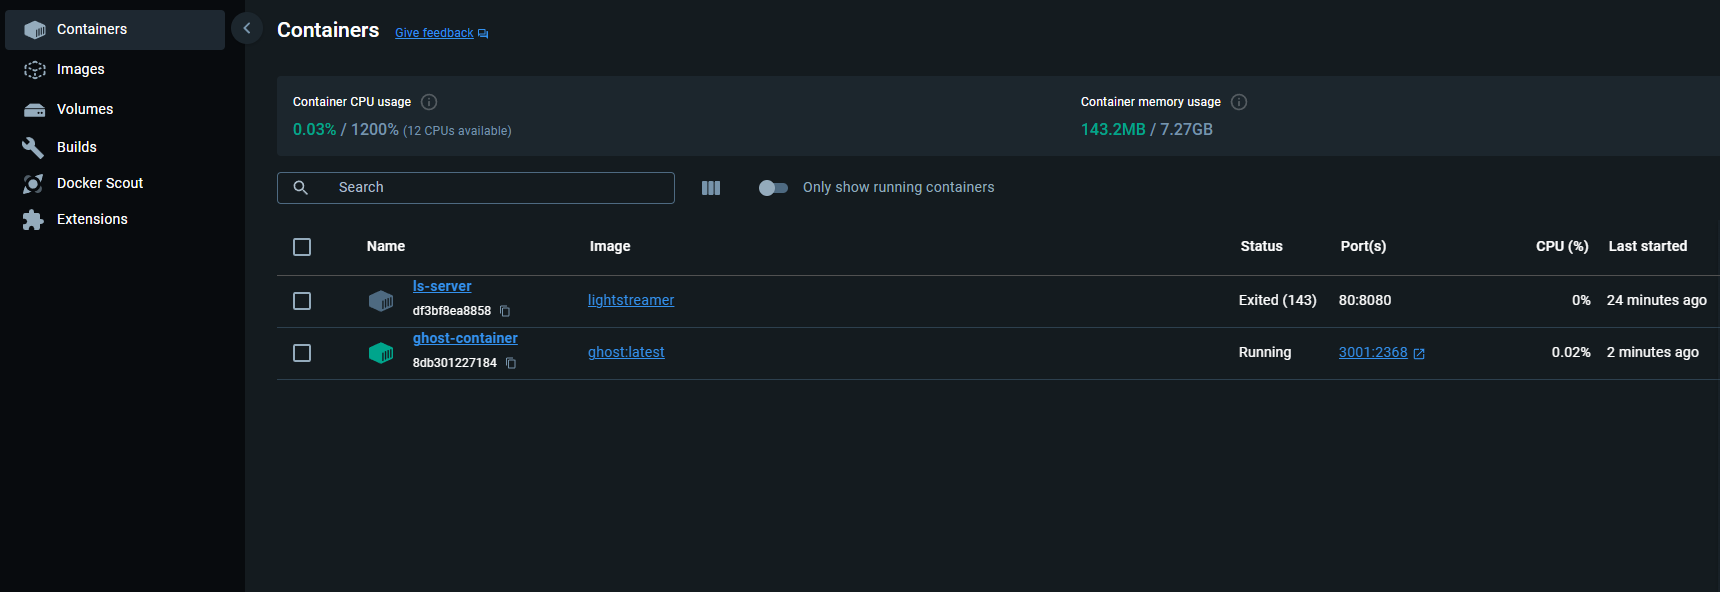 Containers
Images
Volumes
Builds
Docker Scout
Extensions
Containers Give feedback
Container CPU usage
0.03% / 1200% (12 CPUs available)
Container memory usage
143.2MB / 7.27GB
Search
Only show running containers
Name Image Status Port(s) CPU (%) Last started
ls-server
df3bf8ea8858
lightstreamer Exited (143) 80:8080 0% 24 minutes ago
ghost-container
8db301227184
ghost:latest Running 3001:2368 0.02% 2 minutes ago